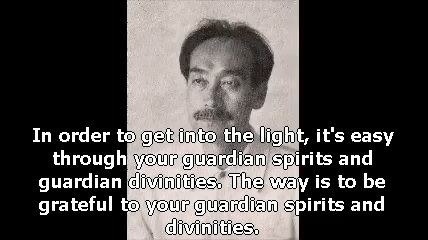 In order to get into the light, it's easy
through your guardian spirits and
guardian divinities. The way is to be
grateful to your guardian spirits and
divinities.